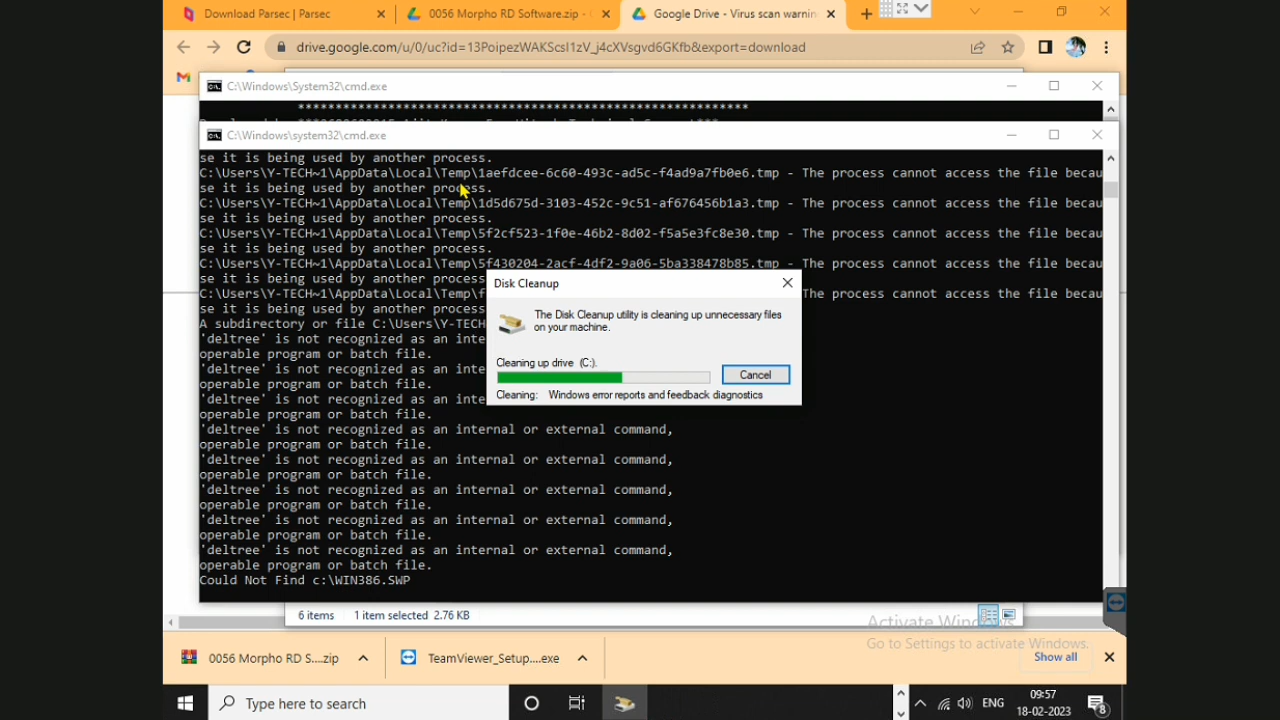 Download Parsec | Parsec
0056 Morpho RD Software.zip -
Google Drive - Virus scan warnin
drive.google.com/u/0/uc?id=13PoipezWAKScsl1zV_j4cXVsgvd6GKfb&export=download
C:\Windows\System32\cmd.exe
************************************************************
C:\Windows\system32\cmd.exe
se it is being used by another process.
C:\Users\Y-TECH~1\AppData\Local\Temp\1aefdcee-6c60-493c-ad5c-f4ad9a7fb0e6.tmp - The process cannot access the file becau
se it is being used by another process.
C:\Users\Y-TECH~1\AppData\Local\Temp\1d5d675d-3103-452c-9c51-af676456b1a3.tmp - The process cannot access the file becau
se it is being used by another process.
C:\Users\Y-TECH~1\AppData\Local\Temp\5f2cf523-1f0e-46b2-8d02-f5a5e3fc8e30.tmp - The process cannot access the file becau
se it is being used by another process.
C:\Users\Y-TECH~1\AppData\Local\Temp\5f430204-2acf-4df2-9a06-5ba338478b85.tmp - The process cannot access the file becau
se it is being used by another process
C:\Users\Y-TECH~1\AppData\Local\Temp\f The process cannot access the file becau
se it is being used by another process
A subdirectory or file C:\Users\Y-TECH
'deltree' is not recognized as an inte
operable program or batch file.
'deltree' is not recognized as an inte
operable program or batch file.
'deltree' is not recognized as an inte
operable program or batch file.
'deltree' is not recognized as an internal or external command,
operable program or batch file.
'deltree' is not recognized as an internal or external command,
operable program or batch file.
'deltree' is not recognized as an internal or external command,
operable program or batch file.
'deltree' is not recognized as an internal or external command,
operable program or batch file.
'deltree' is not recognized as an internal or external command,
operable program or batch file.
Could Not Find c:\WIN386.SWP
Disk Cleanup
The Disk Cleanup utility is cleaning up unnecessary files
on your machine.
Cleaning up drive (C:).
Cancel
Cleaning: Windows error reports and feedback diagnostics
6 items 1 item selected 2.76 KB
Activate Windows
Go to Settings to activate Windows.
0056 Morpho RD S....zip
TeamViewer_Setup....exe
Show all
Type here to search
ENG
09:57
18-02-2023
8